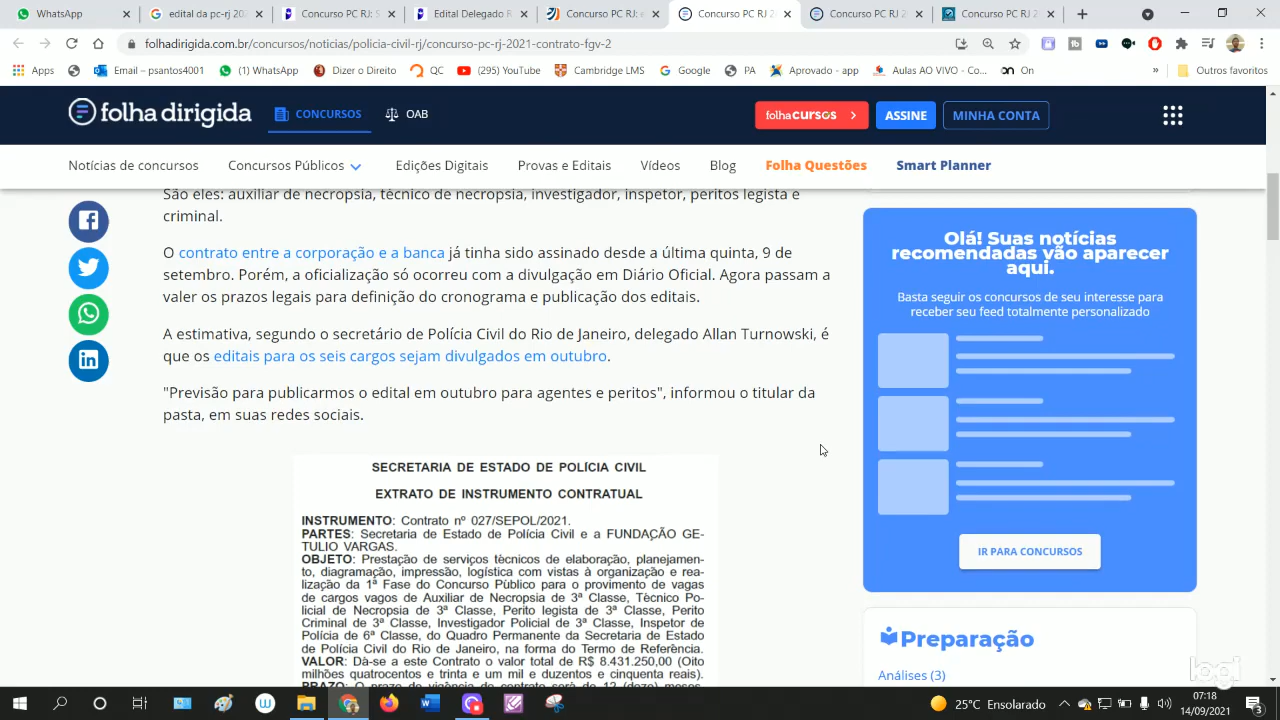 WhatsApp
edital da pc-rj 202
Concurso PC RJ: S
Edital Delegado R
Concurso PC RJ: e
Concurso PC RJ 2
Concurso PC RJ 2
Concurso PC RJ 2
folhadirigida.com.br/concursos/noticias/policia-civil-rj/concurso-pc-rj-2021-contrato-fgv-2
Apps
Email – psantos4001
(1) WhatsApp
Dizer o Direito
QC
(295) YouTube
Cambridge LMS
Google
PA
Aprovado - app
Aulas AO VIVO - Co...
On
»
Outros favoritos
folha dirigida
CONCURSOS
OAB
folhacursos >
ASSINE
MINHA CONTA
Notícias de concursos
Concursos Públicos
Edições Digitais
Provas e Editais
Vídeos
Blog
Folha Questões
Smart Planner
São eles: auxiliar de necropsia, técnico de necropsia, investigador, inspetor, peritos legista e
criminal.
O contrato entre a corporação e a banca já tinha sido assinado desde a última quinta, 9 de
setembro. Porém, a oficialização só ocorreu com a divulgação em Diário Oficial. Agora passam a
valer os prazos legais para definição do cronograma e publicação dos editais.
A estimativa, segundo o secretário de Polícia Civil do Rio de Janeiro, delegado Allan Turnowski, é
que os editais para os seis cargos sejam divulgados em outubro.
"Previsão para publicarmos o edital em outubro para agentes e peritos", informou o titular da
pasta, em suas redes sociais.
SECRETARIA DE ESTADO DE POLÍCIA CIVIL
EXTRATO DE INSTRUMENTO CONTRATUAL
INSTRUMENTO: Contrato nº 027/SEPOL/2021.
PARTES: Secretaria de Estado de Polícia Civil e a FUNDAÇÃO GE-
TULIO VARGAS.
OBJETO: Prestação de serviços técnicos de elaboração, planejamen-
to, diagramação, impressão, logística com vistas à organização e rea-
lização da 1ª Fase do Concurso Público para o provimento de vagas
de cargos vagos de Auxiliar de Necropsia de 3ª Classe, Técnico Po-
licial de Necropsia de 3ª Classe, Perito legista de 3ª Classe, Perito
Criminal de 3ª Classe, Investigador Policial de 3ª Classe, Inspetor de
Polícia de 6ª Classe, do Quadro Permanente da Secretaria de Estado
de Polícia Civil do Rio de Janeiro, na forma do Termo de Referência.
VALOR: Dà-se a este Contrato o valor total de R$ 8.431.250,00 (Oito
milhões quatrocentos e trinta e um mil e duzentos e cinquenta reais).
Olá! Suas notícias
recomendadas vão aparecer
aqui.
Basta seguir os concursos de seu interesse para
receber seu feed totalmente personalizado
IR PARA CONCURSOS
Preparação
Análises (3)
logi
25°C Ensolarado
07:18
14/09/2021
3